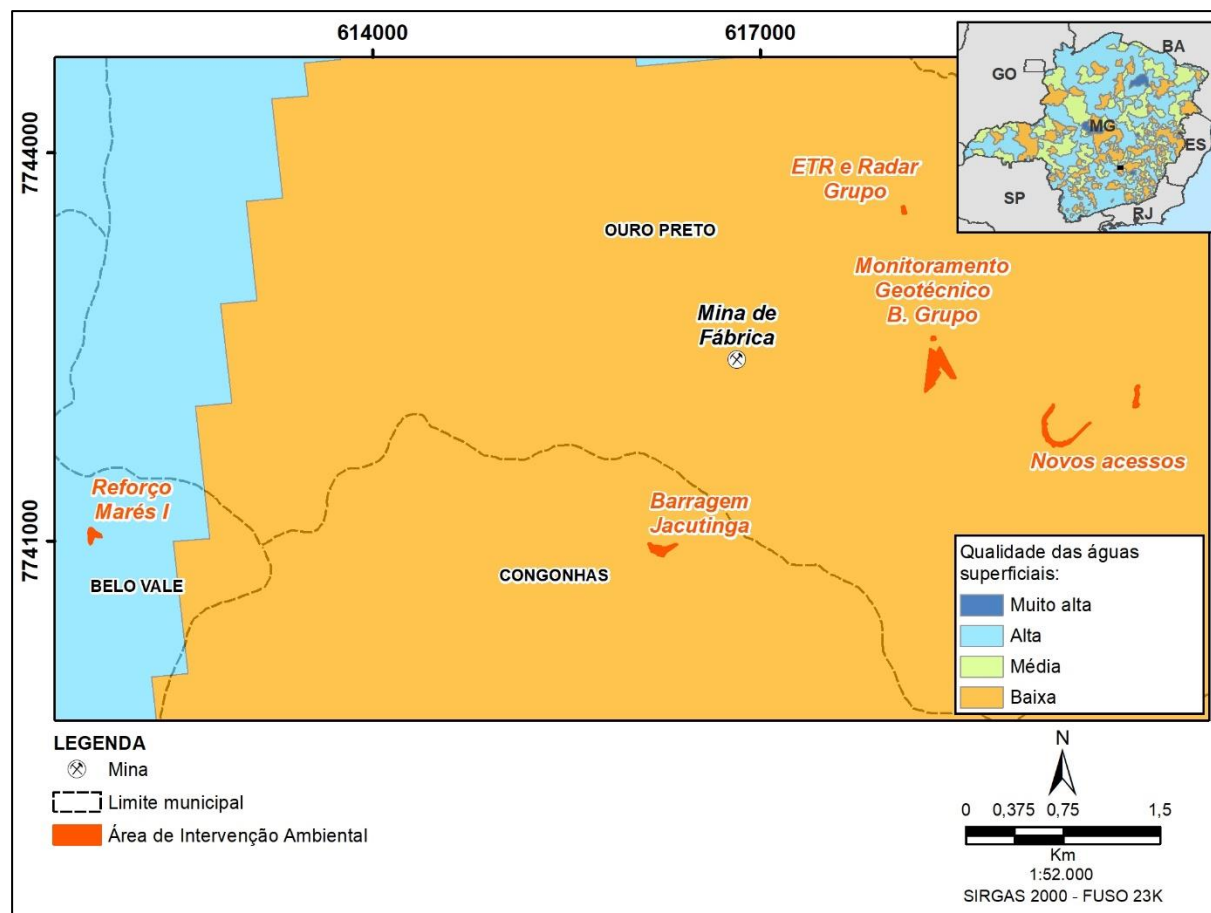 614000
617000
7744000
7741000
BA
GO
MG
ES
SP
RJ
ETR e Radar
Grupo
OURO PRETO
Monitoramento
Geotécnico
B. Grupo
Mina de
Fábrica
Novos acessos
Reforço
Marés I
Barragem
Jacutinga
BELO VALE
CONGONHAS
Qualidade das águas
superficiais:
Muito alta
Alta
Média
Baixa
LEGENDA
Mina
Limite municipal
Área de Intervenção Ambiental
N
0 0,375 0,75 1,5
Km
1:52.000
SIRGAS 2000 - FUSO 23K